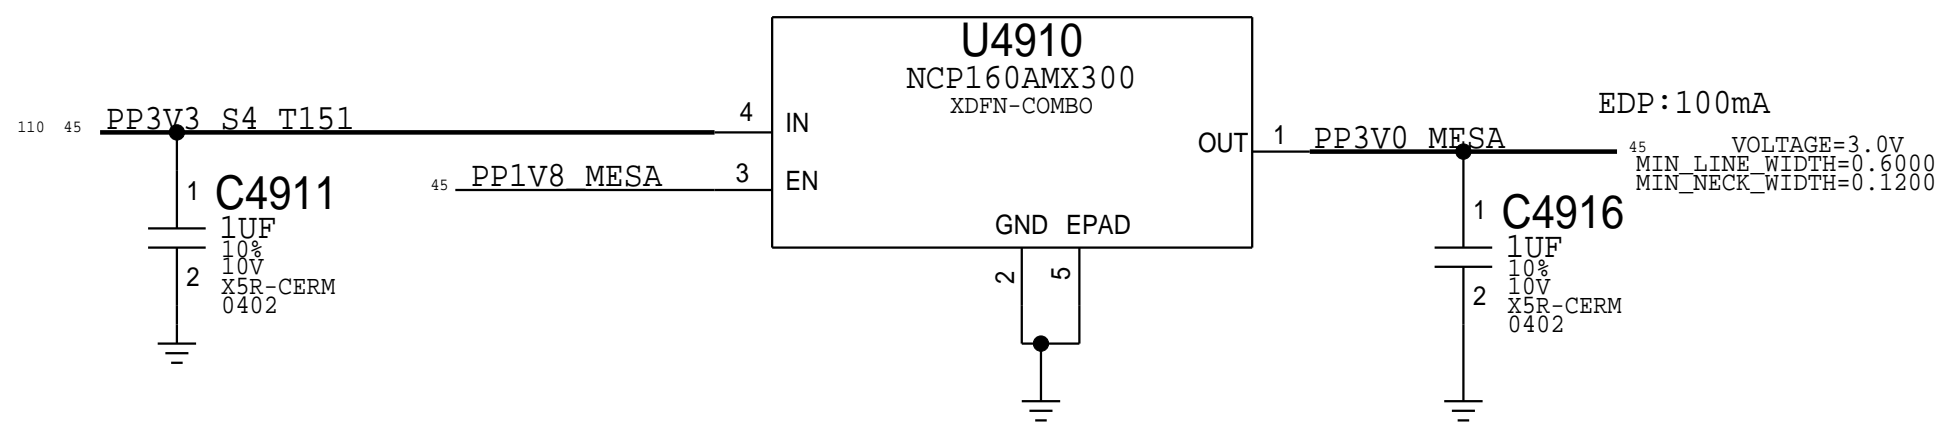 U4910
NCP160AMX300
XDFN-COMBO
110 45 PP3V3_S4_T151
4 IN
EDP:100mA
OUT 1 PP3V0_MESA 45
VOLTAGE=3.0V
MIN_LINE_WIDTH=0.6000
MIN_NECK_WIDTH=0.1200
45 PP1V8_MESA 3 EN
1 C4911
1UF
10%
10V
2 X5R-CERM
0402
GND EPAD
2 5
1 C4916
1UF
10%
10V
2 X5R-CERM
0402